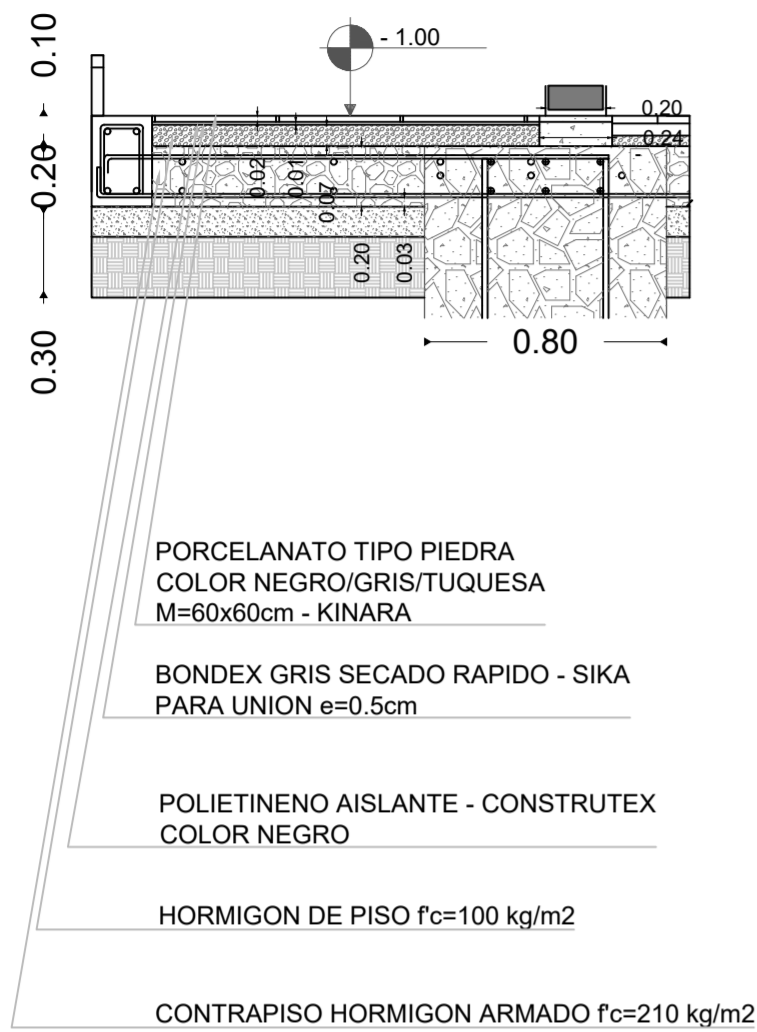 0.10
- 1.00
0,20
0.24
0.20
0.02
0.01
0.07
0.20
0.03
0.30
0.80
PORCELANATO TIPO PIEDRA
COLOR NEGRO/GRIS/TUQUESA
M=60x60cm - KINARA
BONDEX GRIS SECADO RAPIDO - SIKA
PARA UNION e=0.5cm
POLIETINENO AISLANTE - CONSTRUTEX
COLOR NEGRO
HORMIGON DE PISO f'c=100 kg/m2
CONTRAPISO HORMIGON ARMADO f'c=210 kg/m2